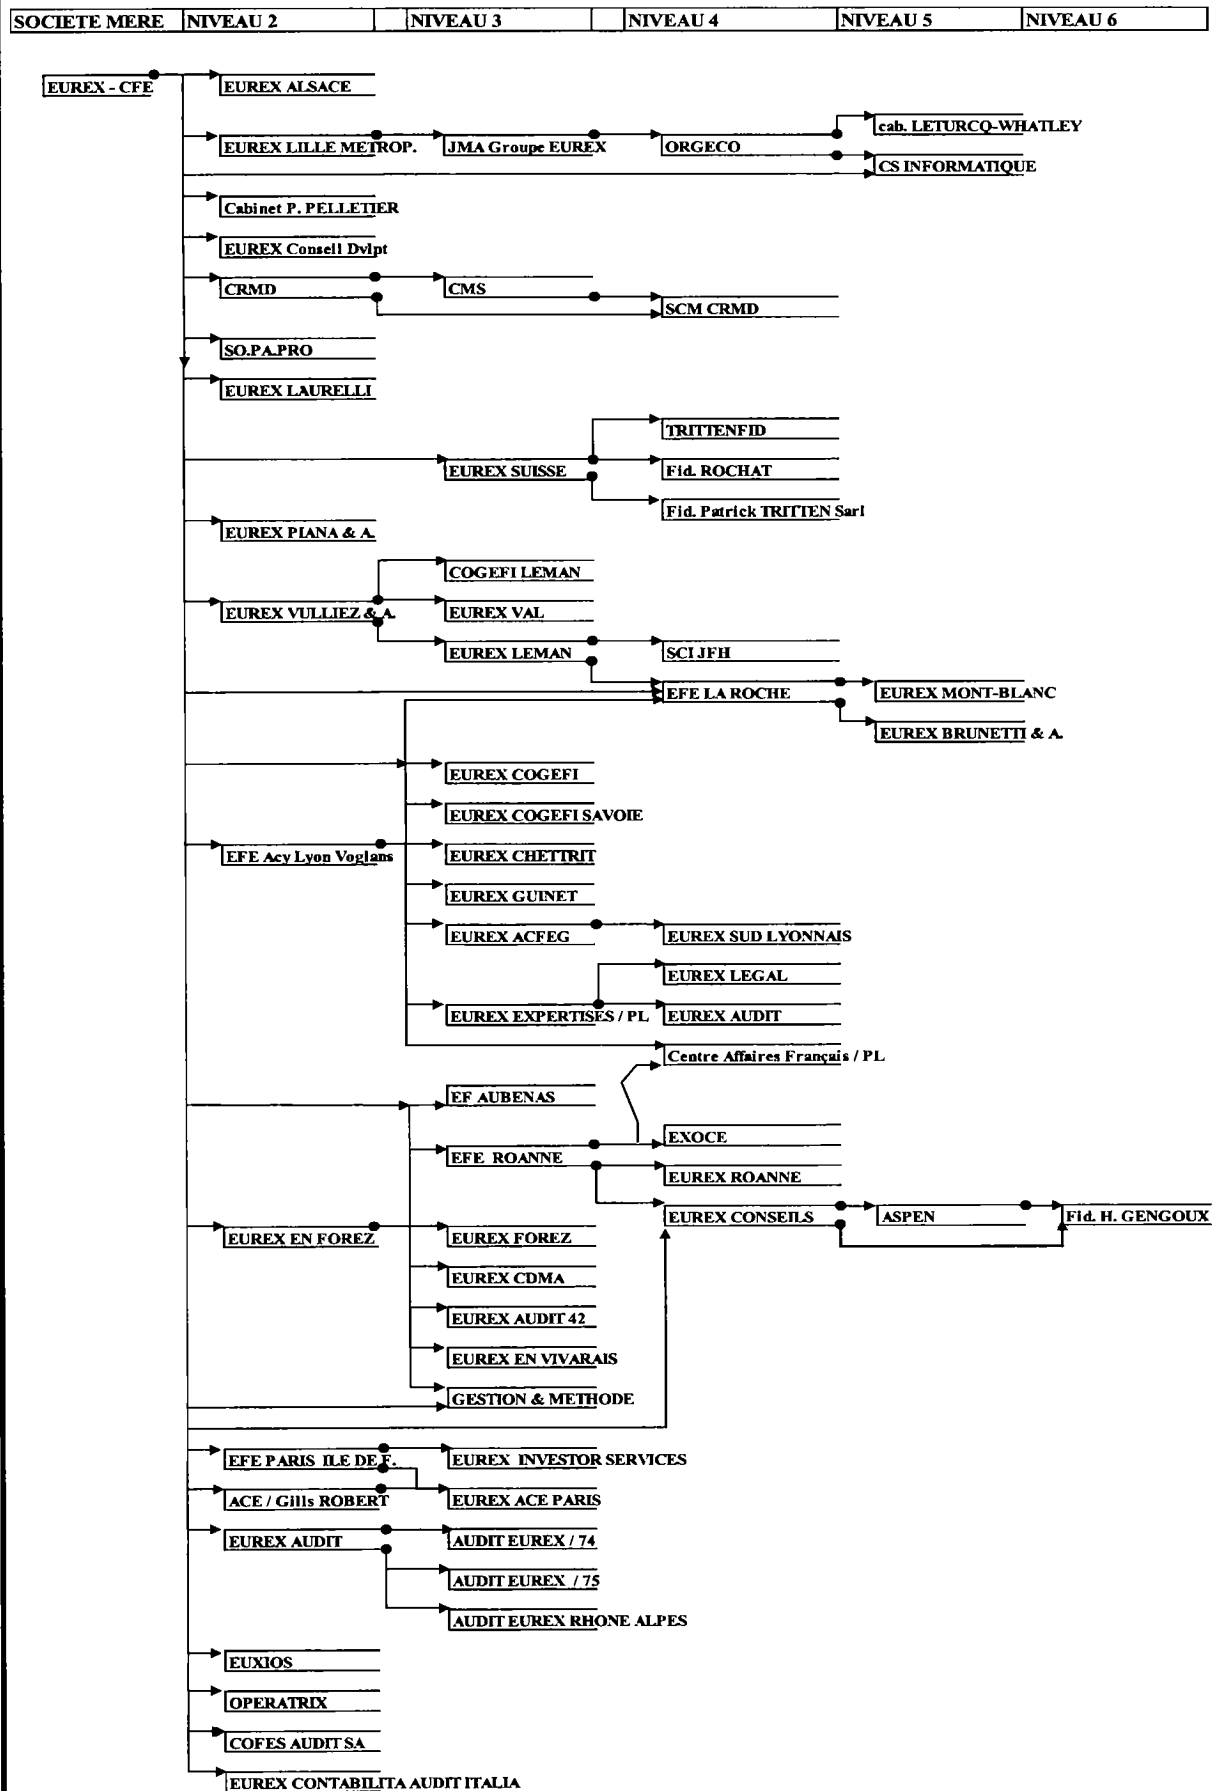 SOCIETE MERE NIVEAU 2 NIVEAU 3 NIVEAU 4 NIVEAU 5 NIVEAU 6
EUREX - CFE EUREX ALSACE
cab. LETURCQ-WHATLEY
EUREX LILLE METROP. JMA Groupe EUREX ORGECO
CS INFORMATIQUE
Cabinet P. PELLETIER
EUREX Conseil Dvlpt
CRMD CMS
SCM CRMD
SO.PA.PRO
EUREX LAURELLI
TRITTENFID
EUREX SUISSE Fid. ROCHAT
Fid. Patrick TRITTEN Sarl
EUREX PIANA & A.
COGEFI LEMAN
EUREX VULLIEZ & A. EUREX VAL
EUREX LEMAN SCI JFH
EFE LA ROCHE EUREX MONT-BLANC
EUREX BRUNETTI & A.
EUREX COGEFI
EUREX COGEFI SAVOIE
EFE Acy Lyon Voglans EUREX CHETTRIT
EUREX GUINET
EUREX ACFEG EUREX SUD LYONNAIS
EUREX LEGAL
EUREX EXPERTISES / PL EUREX AUDIT
Centre Affaires Français / PL
EF AUBENAS
EXOCE
EFE ROANNE
EUREX ROANNE
EUREX CONSEILS ASPEN Fid. H. GENGOUX
EUREX EN FOREZ EUREX FOREZ
EUREX CDMA
EUREX AUDIT 42
EUREX EN VIVARAIS
GESTION & METHODE
EFE PARIS ILE DE F. EUREX INVESTOR SERVICES
ACE / Gills ROBERT EUREX ACE PARIS
EUREX AUDIT AUDIT EUREX / 74
AUDIT EUREX / 75
AUDIT EUREX RHONE ALPES
EUXIOS
OPERATRIX
COFES AUDIT SA
EUREX CONTABILITA AUDIT ITALIA